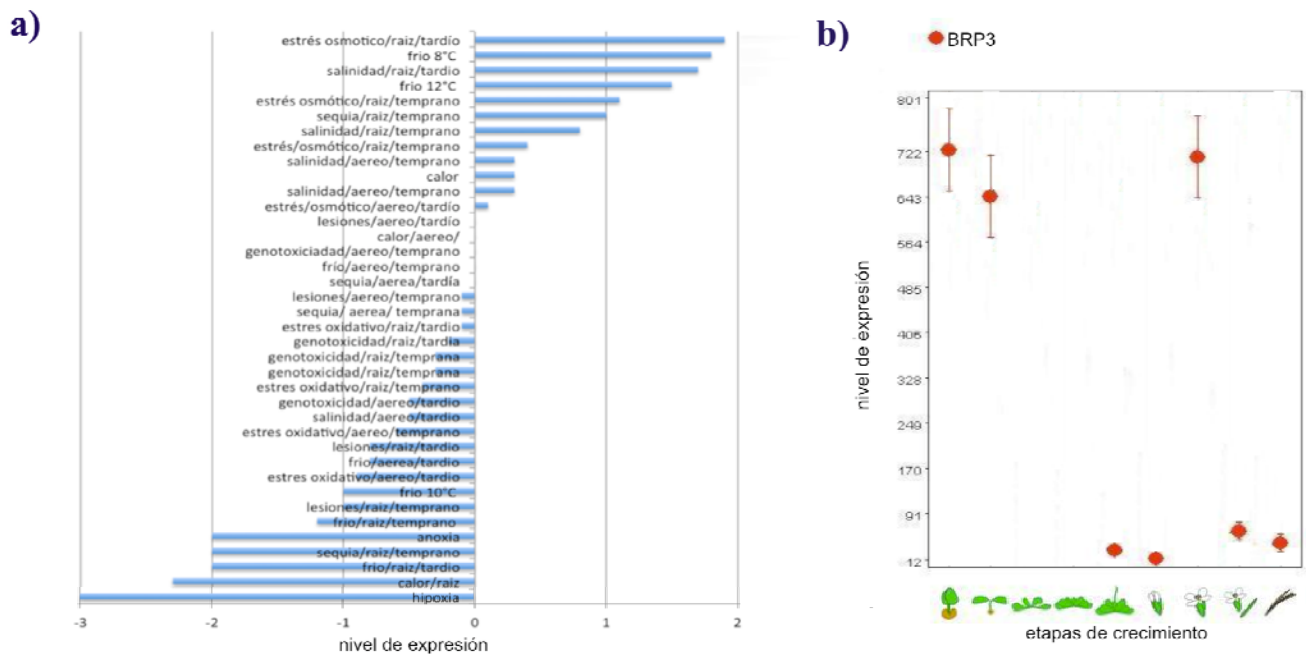 a)
estrés osmotico/raiz/tardío
frio 8°C
salinidad/raiz/tardio
frio 12°C
estrés osmótico/raiz/temprano
sequia/raiz/temprano
salinidad/raiz/temprano
estrés/osmótico/raiz/temprano
salinidad/aereo/temprano
calor
salinidad/aereo/temprano
estrés/osmótico/aereo/tardío
lesiones/aereo/tardío
calor/aereo/
genotoxiciadad/aereo/temprano
frío/aereo/temprano
sequia/aerea/tardía
lesiones/aereo/temprano
sequia/ aerea/ temprana
estres oxidativo/raiz/tardio
genotoxicidad/raiz/tardia
genotoxicidad/raiz/temprana
genotoxicidad/raiz/temprana
estres oxidativo/raiz/temprano
genotoxicidad/aereo/tardio
salinidad/aereo/tardio
estres oxidativo/aereo/temprano
lesiones/raiz/tardio
frio/aerea/tardio
estres oxidativo/aereo/tardio
frio 10°C
lesiones/raiz/temprano
frio/raiz/temprano
anoxia
sequia/raiz/temprano
frio/raiz/tardio
calor/raiz
hipoxia
-3 -2 -1 0 1 2
nivel de expresión
b)
BRP3
801
722
643
564
485
406
328
249
170
91
12
nivel de expresión
etapas de crecimiento